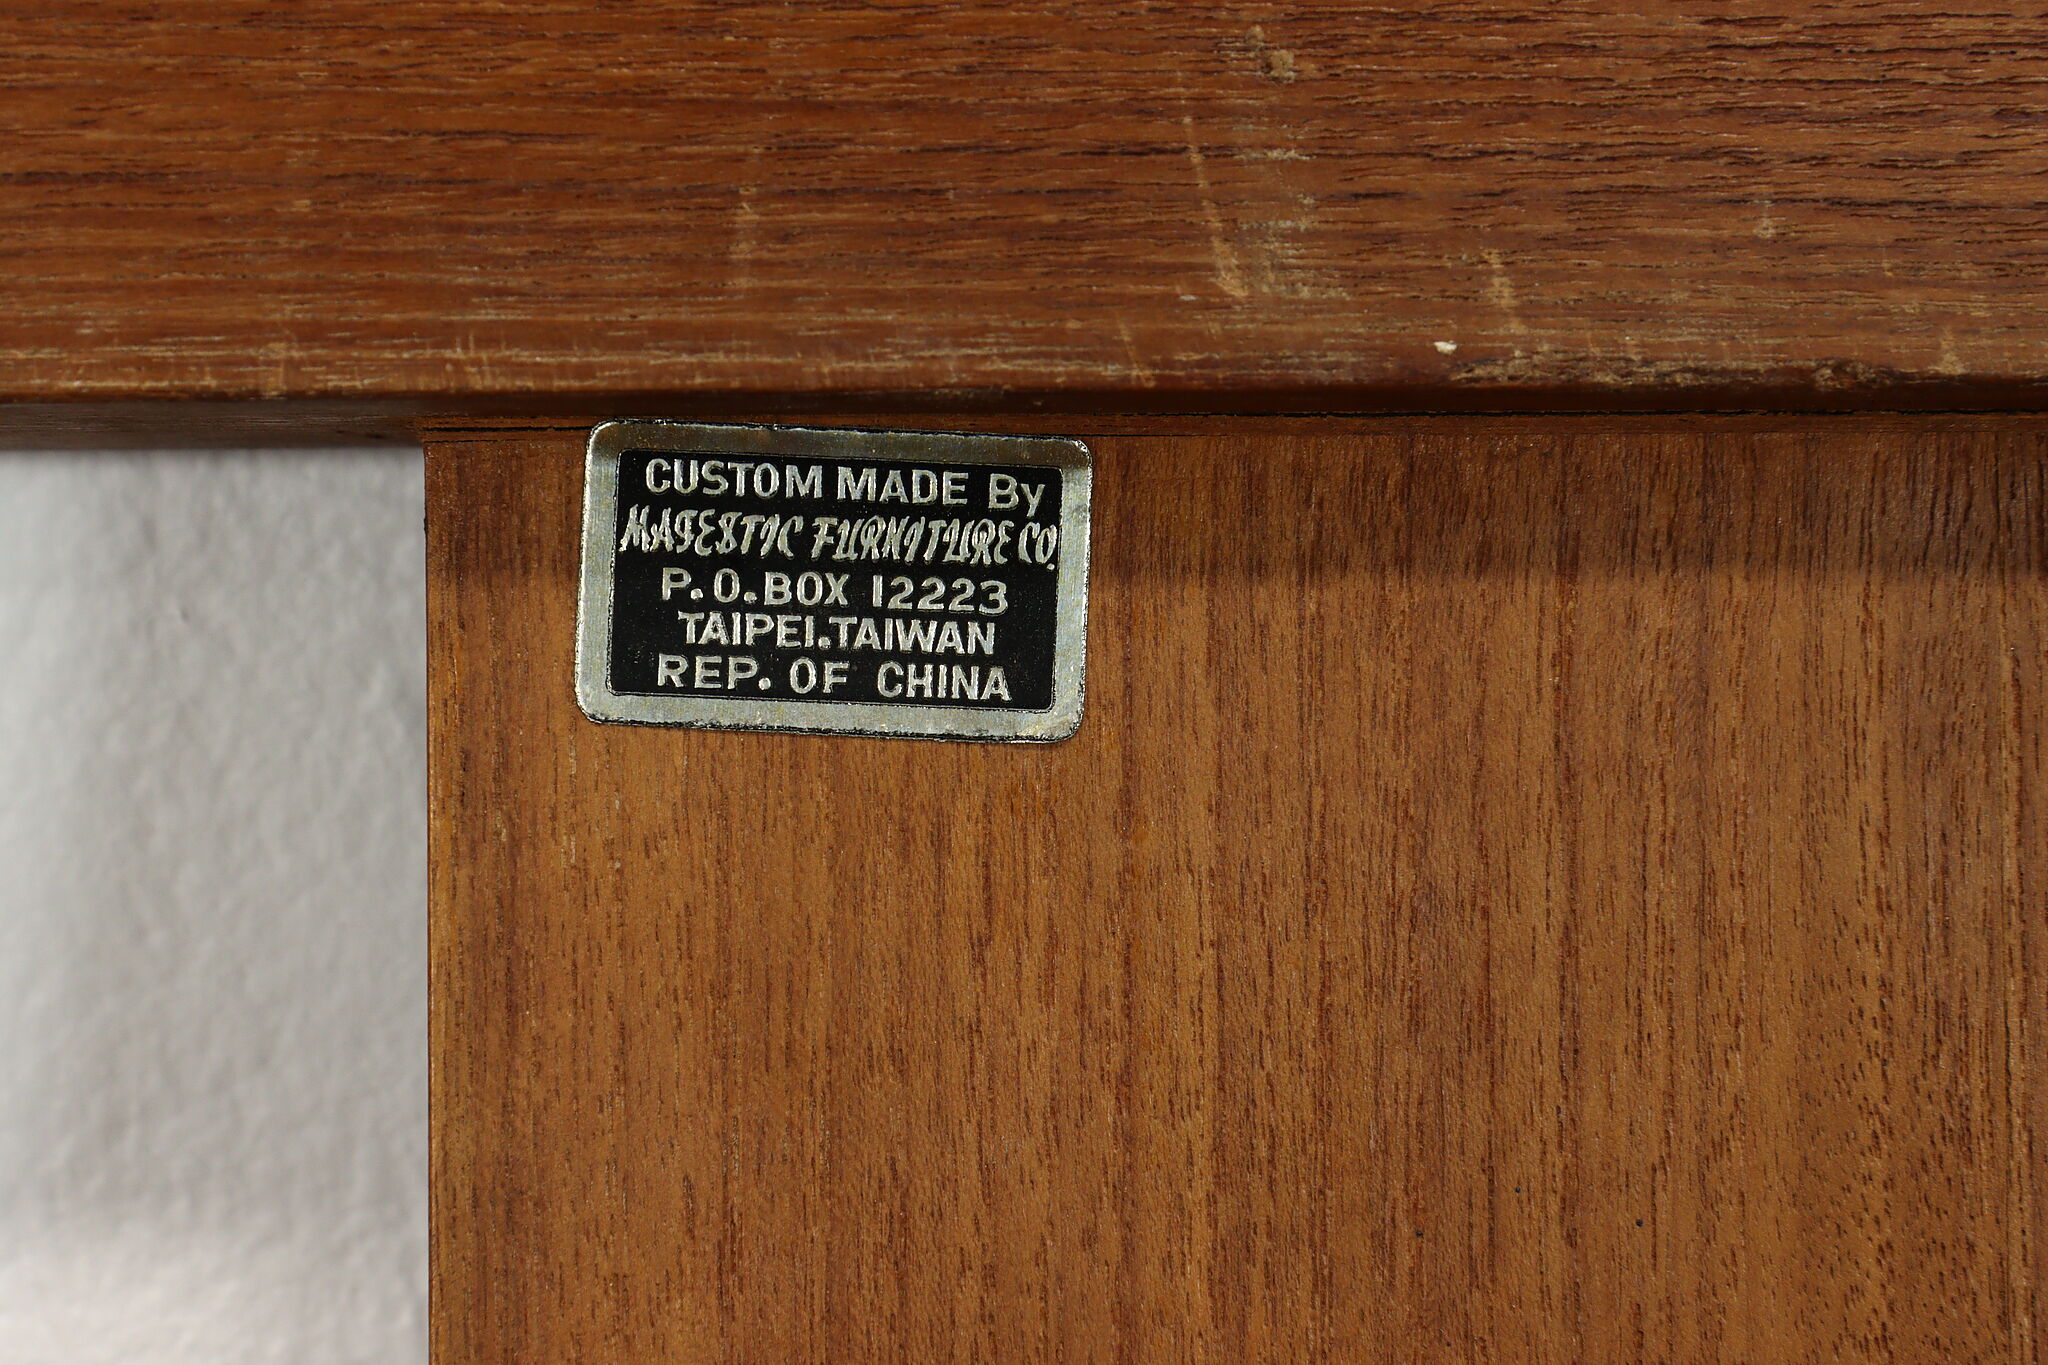 CUSTOM MADE By
MAJESTIC FURNITURE CO.
P.O.BOX 12223
TAIPEI.TAIWAN
REP. OF CHINA